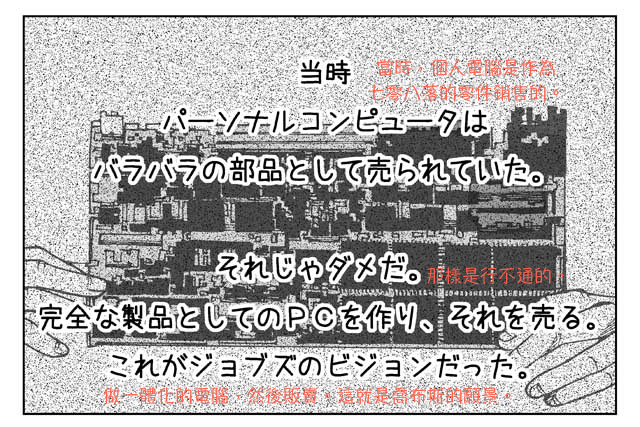 当時
當時，個人電腦是作為
七零八落的零件銷售的。
パーソナルコンピュータは
バラバラの部品として売られていた。
それじゃダメだ。
那樣是行不通的。
完全な製品としてのＰＣを作り、それを売る。
これがジョブズのビジョンだった。
做一體化的電腦，然後販賣，這就是喬布斯的願景。